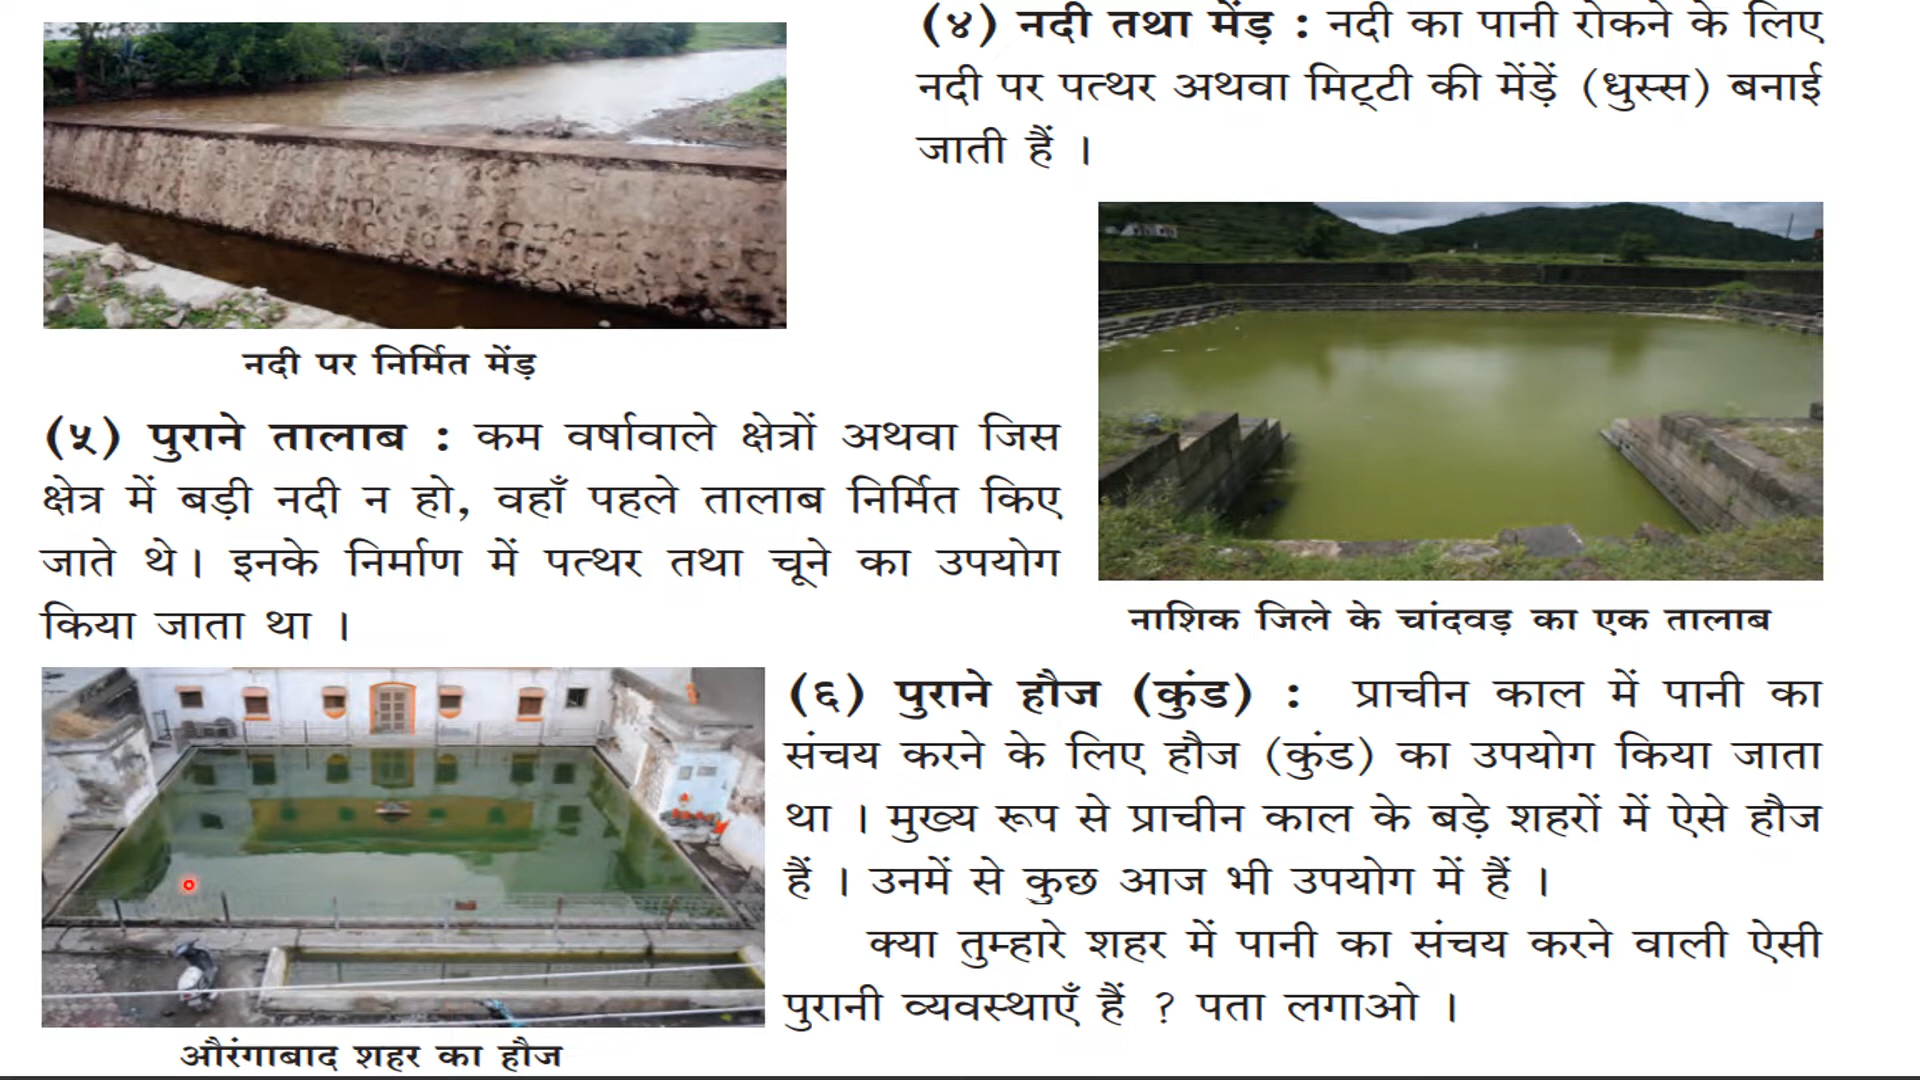 (४) नदी तथा मेंड़ : नदी का पानी रोकने के लिए
नदी पर पत्थर अथवा मिट्टी की मेंड़ें (धुस्स) बनाई
जाती हैं ।
नदी पर निर्मित मेंड़
(५) पुराने तालाब : कम वर्षावाले क्षेत्रों अथवा जिस
क्षेत्र में बड़ी नदी न हो, वहाँ पहले तालाब निर्मित किए
जाते थे। इनके निर्माण में पत्थर तथा चूने का उपयोग
किया जाता था ।
नाशिक जिले के चांदवड़ का एक तालाब
(६) पुराने हौज (कुंड) : प्राचीन काल में पानी का
संचय करने के लिए हौज (कुंड) का उपयोग किया जाता
था । मुख्य रूप से प्राचीन काल के बड़े शहरों में ऐसे हौज
हैं । उनमें से कुछ आज भी उपयोग में हैं ।
क्या तुम्हारे शहर में पानी का संचय करने वाली ऐसी
पुरानी व्यवस्थाएँ हैं ? पता लगाओ ।
औरंगाबाद शहर का हौज